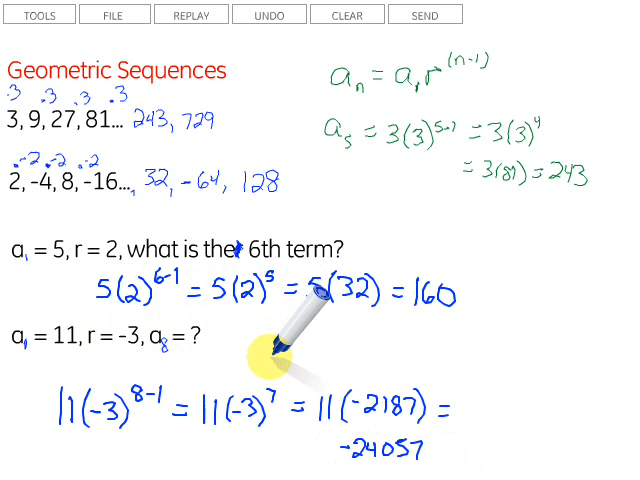 TOOLS FILE REPLAY UNDO CLEAR SEND
Geometric Sequences
·3 ·3 ·3 ·3
3, 9, 27, 81... 243, 729
·-2 ·-2 ·-2
2, -4, 8, -16..., 32, -64, 128
aₙ = a₁r⁽ⁿ⁻¹⁾
a₅ = 3(3)⁵⁻¹ = 3(3)⁴
= 3(81) = 243
a₁ = 5, r = 2, what is the 6th term?
5(2)⁶⁻¹ = 5(2)⁵ = 5(32) = 160
a₁ = 11, r = -3, a₈ = ?
11(-3)⁸⁻¹ = 11(-3)⁷ = 11(-2187) =
-24057